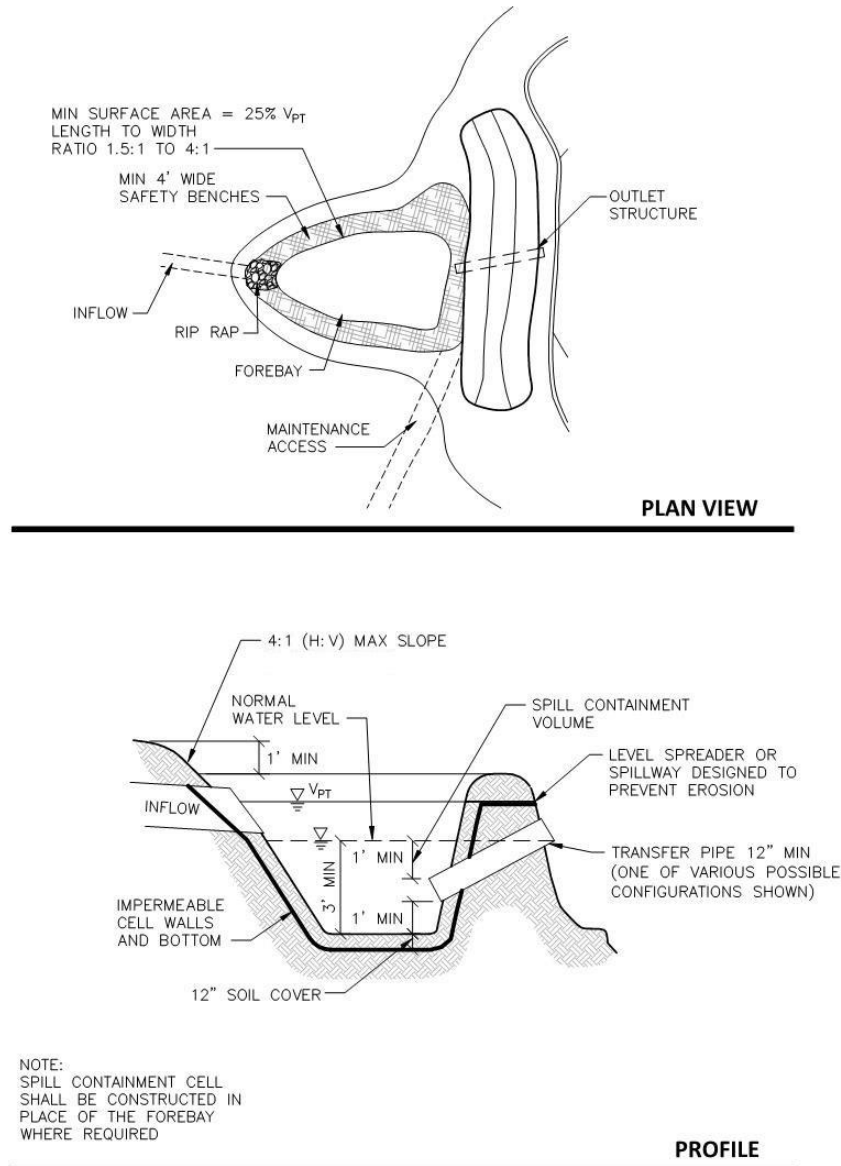 MIN SURFACE AREA = 25% VPT
LENGTH TO WIDTH
RATIO 1.5:1 TO 4:1
MIN 4' WIDE
SAFETY BENCHES
OUTLET
STRUCTURE
INFLOW
RIP RAP
FOREBAY
MAINTENANCE
ACCESS
PLAN VIEW
4:1 (H:V) MAX SLOPE
NORMAL
WATER LEVEL
SPILL CONTAINMENT
VOLUME
1' MIN
LEVEL SPREADER OR
SPILLWAY DESIGNED TO
PREVENT EROSION
VPT
INFLOW
1' MIN
3' MIN
TRANSFER PIPE 12" MIN
(ONE OF VARIOUS POSSIBLE
CONFIGURATIONS SHOWN)
IMPERMEABLE
CELL WALLS
AND BOTTOM
1' MIN
12" SOIL COVER
NOTE:
SPILL CONTAINMENT CELL
SHALL BE CONSTRUCTED IN
PLACE OF THE FOREBAY
WHERE REQUIRED
PROFILE